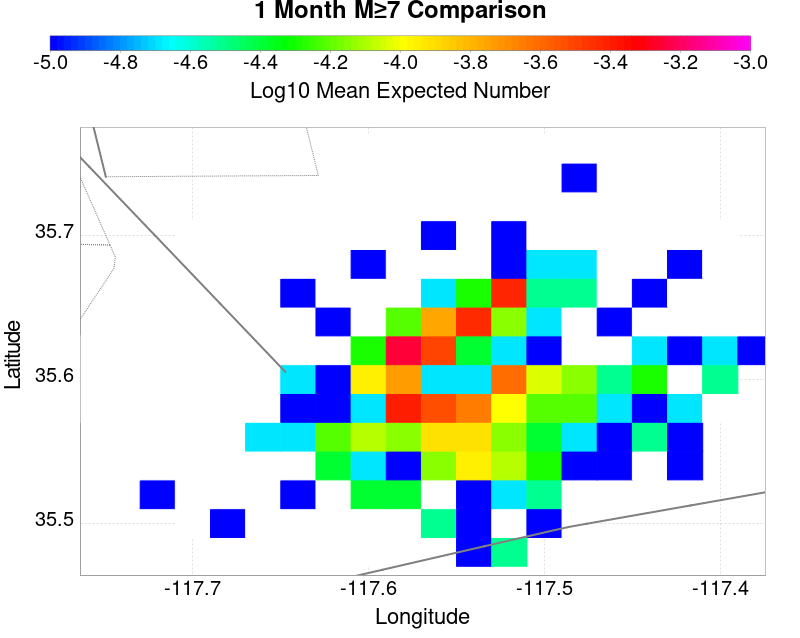 1 Month M≥7 Comparison
-5.0 -4.8 -4.6 -4.4 -4.2 -4.0 -3.8 -3.6 -3.4 -3.2 -3.0
Log10 Mean Expected Number
35.7
35.6
35.5
Latitude
-117.7 -117.6 -117.5 -117.4
Longitude